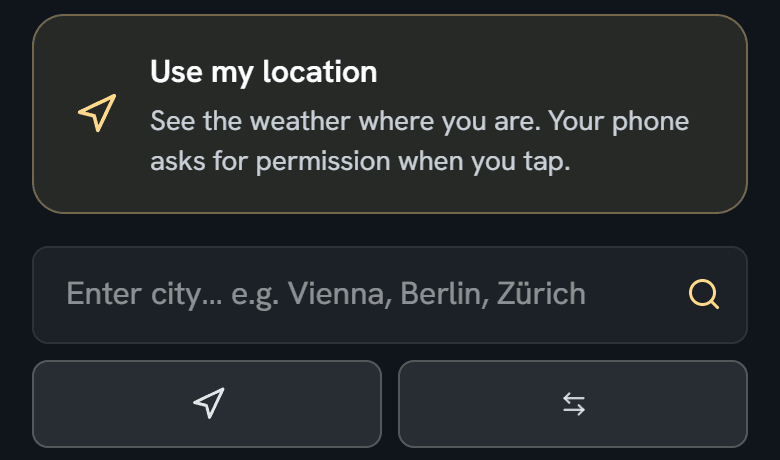 Use my location
See the weather where you are. Your phone
asks for permission when you tap.
Enter city... e.g. Vienna, Berlin, Zürich